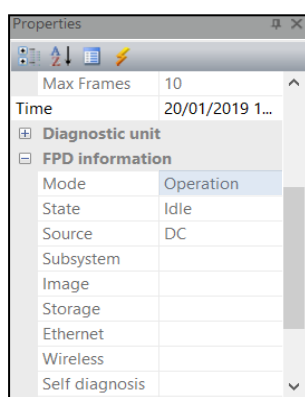 Properties
Max Frames 10
Time 20/01/2019 1...
Diagnostic unit
FPD information
Mode Operation
State Idle
Source DC
Subsystem
Image
Storage
Ethernet
Wireless
Self diagnosis